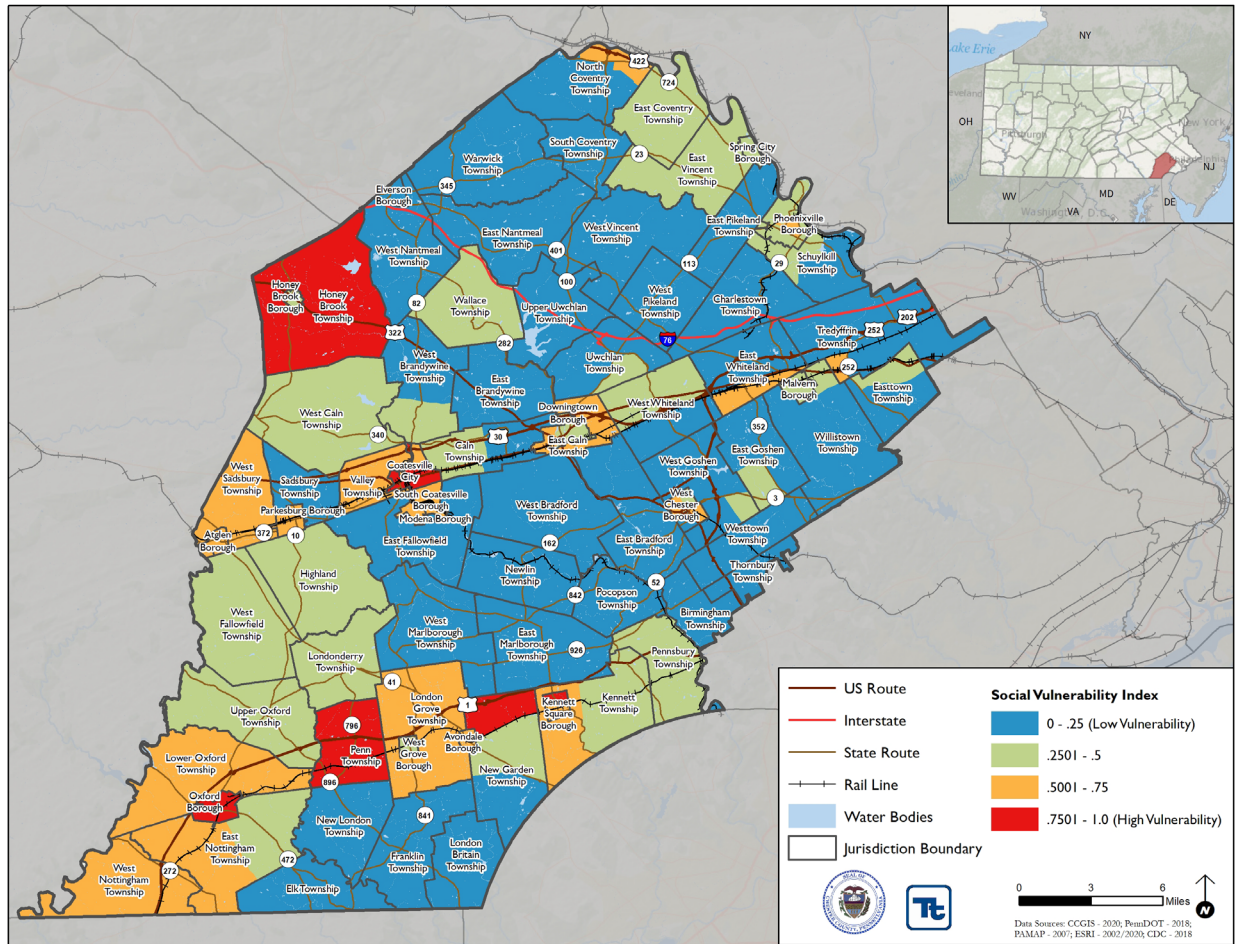 North
Coventry
Township
422
724
East Coventry
Township
South Coventry
Township
23
Spring City
Borough
East
Vincent
Township
Warwick
Township
345
Elverson
Borough
West Nantmeal
Township
East Nantmeal
Township
401
West Vincent
Township
East Pikeland
Township
Phoenixville
Borough
29
Schuylkill
Township
113
100
Honey
Brook
Borough
Honey
Brook
Township
82
Wallace
Township
Upper Uwchlan
Township
West
Pikeland
Township
Charlestown
Township
322
282
76
202
252
Tredyffrin
Township
West
Brandywine
Township
East
Brandywine
Township
Uwchlan
Township
East
Whiteland
Township
252
Malvern
Borough
Easttown
Township
West Caln
Township
340
30
Downingtown
Borough
West Whiteland
Township
Caln
Township
East Caln
Township
352
Willistown
Township
West
Sadsbury
Township
Sadsbury
Township
Valley
Township
Coatesville
City
West Goshen
Township
East Goshen
Township
South Coatesville
Borough
Modena Borough
West
Chester
Borough
3
Parkesburg Borough
372
10
Atglen
Borough
West Bradford
Township
East Fallowfield
Township
162
East Bradford
Township
Westtown
Township
Thornbury
Township
Highland
Township
Newlin
Township
52
842
Pocopson
Township
West
Fallowfield
Township
Birmingham
Township
West
Marlborough
Township
East
Marlborough
Township
926
Londonderry
Township
Pennsbury
Township
41
Upper Oxford
Township
London
Grove
Township
1
Kennett
Square
Borough
Kennett
Township
796
Penn
Township
West
Grove
Borough
Avondale
Borough
Lower Oxford
Township
896
New Garden
Township
Oxford
Borough
New London
Township
841
East
Nottingham
Township
472
Franklin
Township
London
Britain
Township
West
Nottingham
Township
272
Elk Township
NY
Lake Erie
OH
Pittsburgh
New York
Philadelphia
NJ
WV
MD
DE
VA
Washington D.C.
US Route
Interstate
State Route
Rail Line
Water Bodies
Jurisdiction Boundary
Social Vulnerability Index
0 - .25 (Low Vulnerability)
.2501 - .5
.5001 - .75
.7501 - 1.0 (High Vulnerability)
Tt
0 3 6
Miles
N
Data Sources: CCGIS - 2020; PennDOT - 2018;
PAMAP - 2007; ESRI - 2002/2020; CDC - 2018